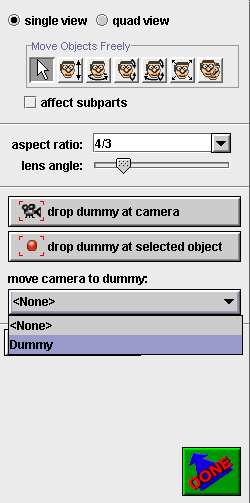 single view quad view
Move Objects Freely
affect subparts
aspect ratio: 4/3
lens angle:
drop dummy at camera
drop dummy at selected object
move camera to dummy:
<None>
<None>
Dummy
DONE